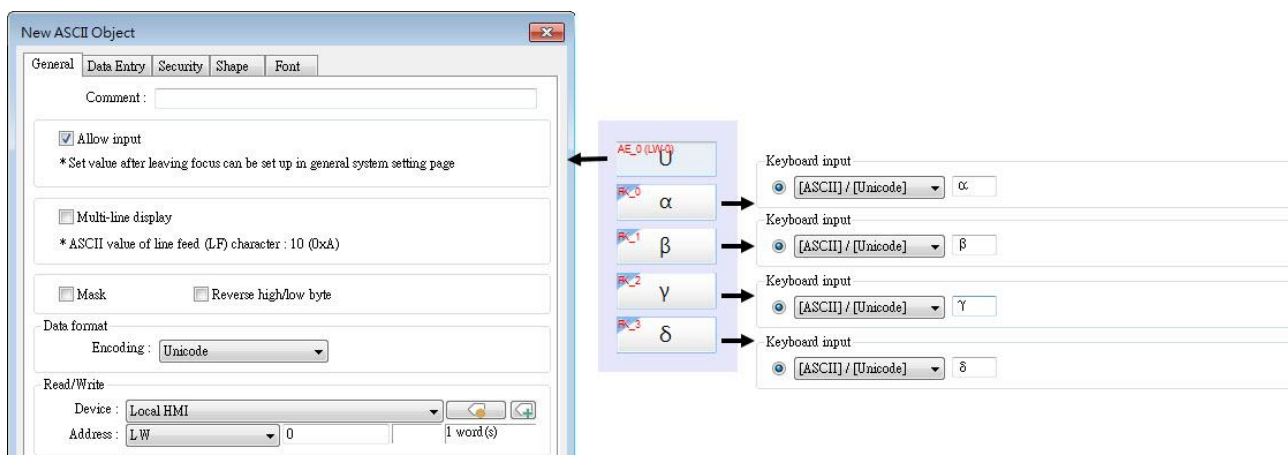 New ASCII Object
General Data Entry Security Shape Font
Comment :
Allow input
* Set value after leaving focus can be set up in general system setting page
Multi-line display
* ASCII value of line feed (LF) character : 10 (0xA)
Mask Reverse high/low byte
Data format
Encoding : Unicode
Read/Write
Device : Local HMI
Address : LW 0 1 word(s)
AE_0 (LW-0)
U
FK_0
α
FK_1
β
FK_2
γ
FK_3
δ
Keyboard input
[ASCII] / [Unicode] α
Keyboard input
[ASCII] / [Unicode] β
Keyboard input
[ASCII] / [Unicode] γ
Keyboard input
[ASCII] / [Unicode] δ